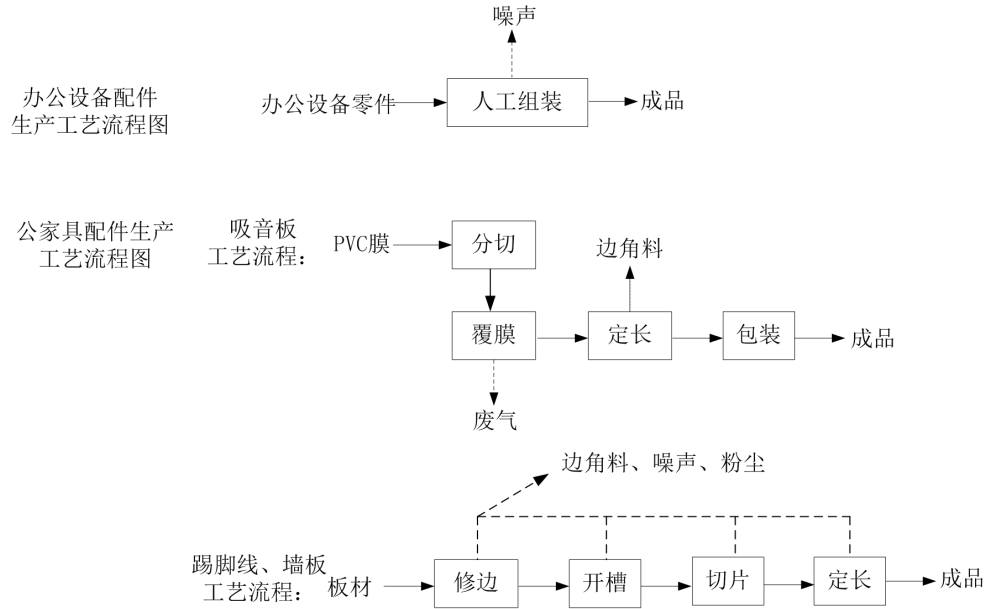 噪声
办公设备配件
生产工艺流程图
办公设备零件
人工组装
成品
公家具配件生产
工艺流程图
吸音板
工艺流程：
PVC膜
分切
边角料
覆膜
定长
包装
成品
废气
边角料、噪声、粉尘
踢脚线、墙板
工艺流程：
板材
修边
开槽
切片
定长
成品